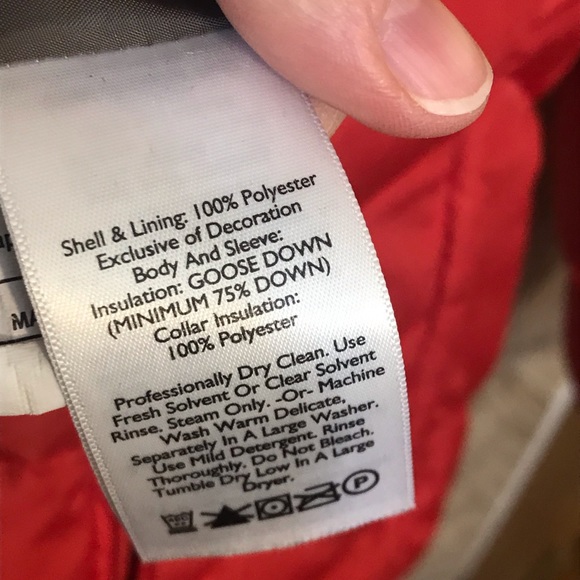 Shell & Lining: 100% Polyester
Exclusive of Decoration
Body And Sleeve:
Insulation: GOOSE DOWN
(MINIMUM 75% DOWN)
Collar Insulation:
100% Polyester
Professionally Dry Clean. Use
Fresh Solvent Or Clear Solvent
Rinse. Steam Only. -Or- Machine
Wash Warm Delicate,
Separately In A Large Washer.
Use Mild Detergent. Rinse
Thoroughly. Do Not Bleach.
Tumble Dry Low In A Large
Dryer.
P
MA